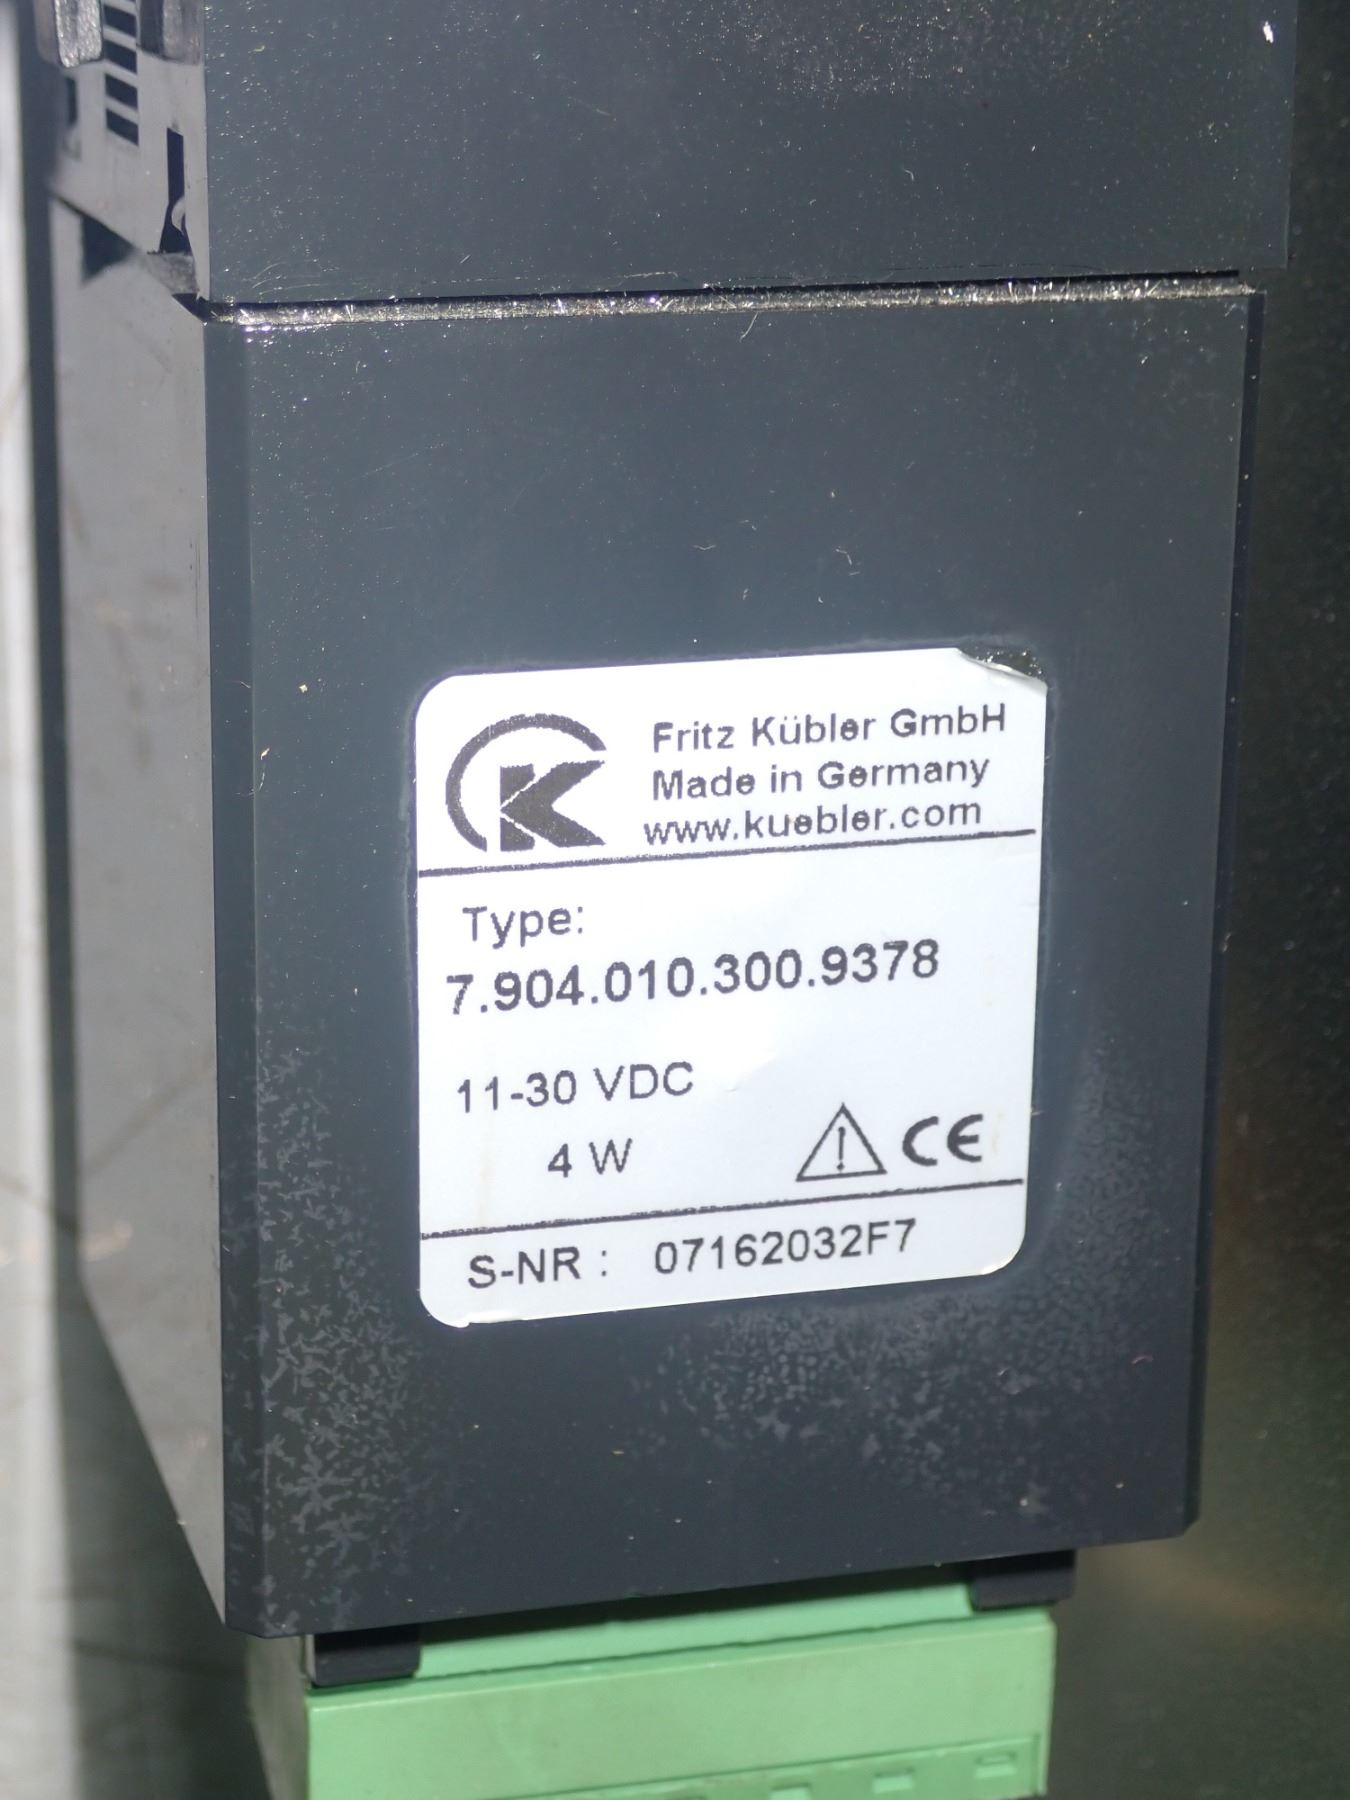 Fritz Kübler GmbH
Made in Germany
www.kuebler.com
Type:
7.904.010.300.9378
11-30 VDC
4 W
CE
S-NR : 07162032F7